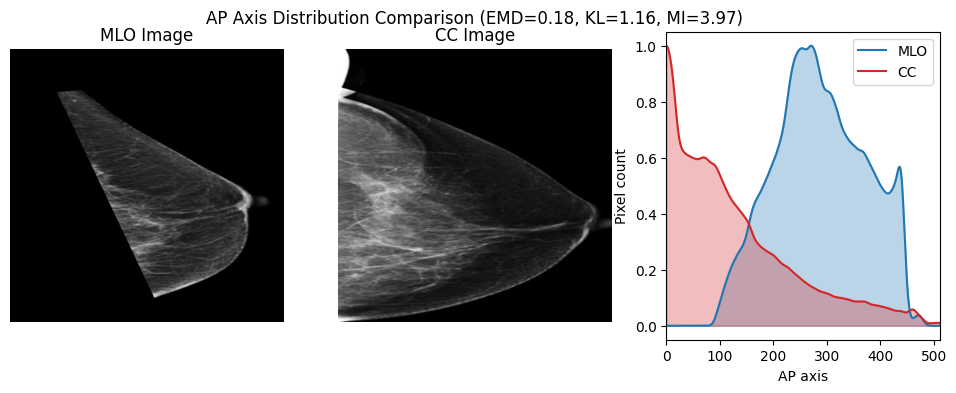 AP Axis Distribution Comparison (EMD=0.18, KL=1.16, MI=3.97)
MLO Image
CC Image
MLO
CC
Pixel count
1.0
0.8
0.6
0.4
0.2
0.0
0 100 200 300 400 500
AP axis